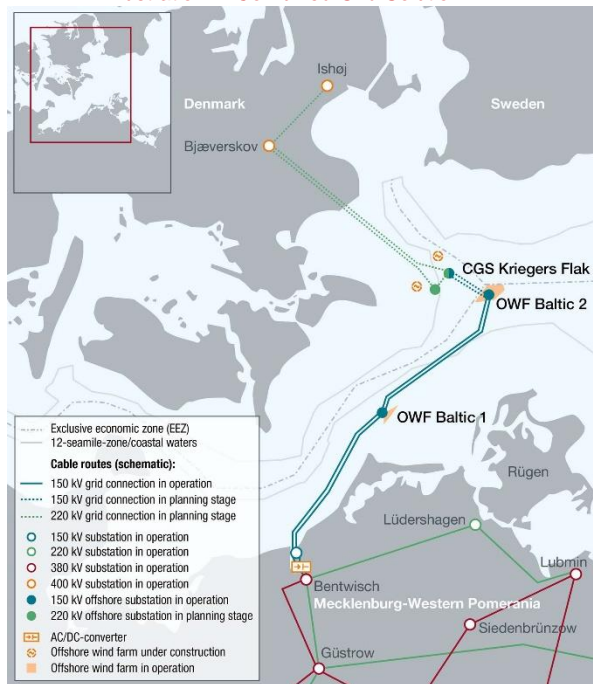 Ishøj
Denmark
Sweden
Bjæverskov
CGS Kriegers Flak
OWF Baltic 2
OWF Baltic 1
Exclusive economic zone (EEZ)
12-seamile-zone/coastal waters
Cable routes (schematic):
150 kV grid connection in operation
150 kV grid connection in planning stage
220 kV grid connection in planning stage
150 kV substation in operation
220 kV substation in operation
380 kV substation in operation
400 kV substation in operation
150 kV offshore substation in operation
220 kV offshore substation in planning stage
AC/DC-converter
Offshore wind farm under construction
Offshore wind farm in operation
Rügen
Lüdershagen
Lubmin
Bentwisch
Mecklenburg-Western Pomerania
Siedenbrünzow
Güstrow